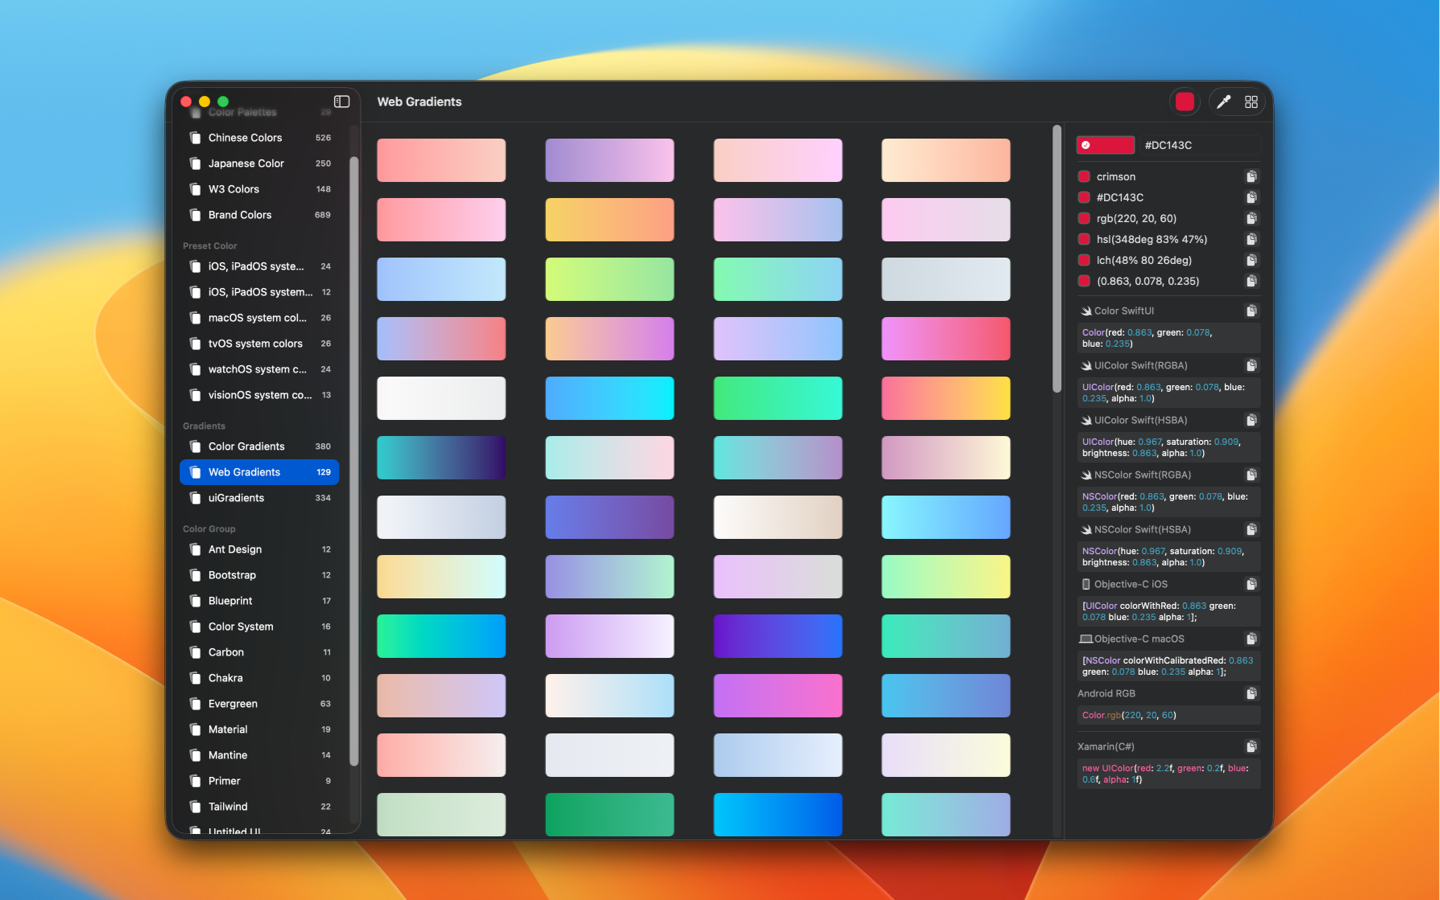 Color Palettes 29
Chinese Colors 526
Japanese Color 250
W3 Colors 148
Brand Colors 689
Preset Color
iOS, iPadOS syste... 24
iOS, iPadOS system... 12
macOS system col... 26
tvOS system colors 26
watchOS system c... 24
visionOS system co... 13
Gradients
Color Gradients 380
Web Gradients 129
uiGradients 334
Color Group
Ant Design 12
Bootstrap 12
Blueprint 17
Color System 16
Carbon 11
Chakra 10
Evergreen 63
Material 19
Mantine 14
Primer 9
Tailwind 22
Untitled UI 24
Web Gradients
#DC143C
crimson
#DC143C
rgb(220, 20, 60)
hsl(348deg 83% 47%)
lch(48% 80 26deg)
(0.863, 0.078, 0.235)
Color SwiftUI
Color(red: 0.863, green: 0.078,
blue: 0.235)
UIColor Swift(RGBA)
UIColor(red: 0.863, green: 0.078, blue:
0.235, alpha: 1.0)
UIColor Swift(HSBA)
UIColor(hue: 0.967, saturation: 0.909,
brightness: 0.863, alpha: 1.0)
NSColor Swift(RGBA)
NSColor(red: 0.863, green: 0.078, blue:
0.235, alpha: 1.0)
NSColor Swift(HSBA)
NSColor(hue: 0.967, saturation: 0.909,
brightness: 0.863, alpha: 1.0)
Objective-C iOS
[UIColor colorWithRed: 0.863 green:
0.078 blue: 0.235 alpha: 1];
Objective-C macOS
[NSColor colorWithCalibratedRed: 0.863
green: 0.078 blue: 0.235 alpha: 1];
Android RGB
Color.rgb(220, 20, 60)
Xamarin(C#)
new UIColor(red: 2.2f, green: 0.2f, blue:
0.6f, alpha: 1f)